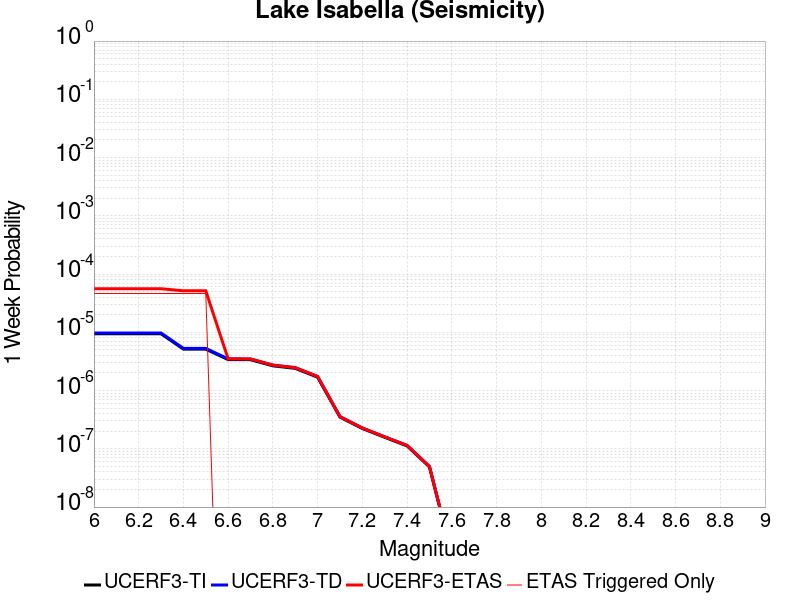 Lake Isabella (Seismicity)
10^0
10^-1
10^-2
10^-3
10^-4
10^-5
10^-6
10^-7
10^-8
1 Week Probability
6 6.2 6.4 6.6 6.8 7 7.2 7.4 7.6 7.8 8 8.2 8.4 8.6 8.8 9
Magnitude
UCERF3-TI UCERF3-TD UCERF3-ETAS ETAS Triggered Only